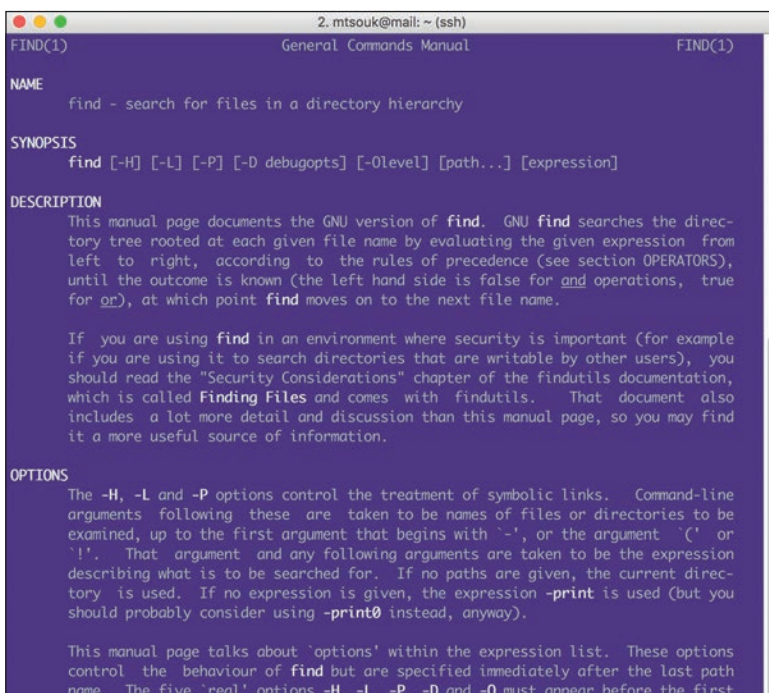 2. mtsouk@mail: ~ (ssh)
FIND(1) General Commands Manual FIND(1)
NAME
find - search for files in a directory hierarchy
SYNOPSIS
find [-H] [-L] [-P] [-D debugopts] [-Olevel] [path...] [expression]
DESCRIPTION
This manual page documents the GNU version of find. GNU find searches the direc-
tory tree rooted at each given file name by evaluating the given expression from
left to right, according to the rules of precedence (see section OPERATORS),
until the outcome is known (the left hand side is false for and operations, true
for or), at which point find moves on to the next file name.
If you are using find in an environment where security is important (for example
if you are using it to search directories that are writable by other users), you
should read the "Security Considerations" chapter of the findutils documentation,
which is called Finding Files and comes with findutils. That document also
includes a lot more detail and discussion than this manual page, so you may find
it a more useful source of information.
OPTIONS
The -H, -L and -P options control the treatment of symbolic links. Command-line
arguments following these are taken to be names of files or directories to be
examined, up to the first argument that begins with `-', or the argument `(' or
`!'. That argument and any following arguments are taken to be the expression
describing what is to be searched for. If no paths are given, the current direc-
tory is used. If no expression is given, the expression -print is used (but you
should probably consider using -print0 instead, anyway).
This manual page talks about `options' within the expression list. These options
control the behaviour of find but are specified immediately after the last path
name. The five `real' options -H, -L, -P, -D and -O must appear before the first